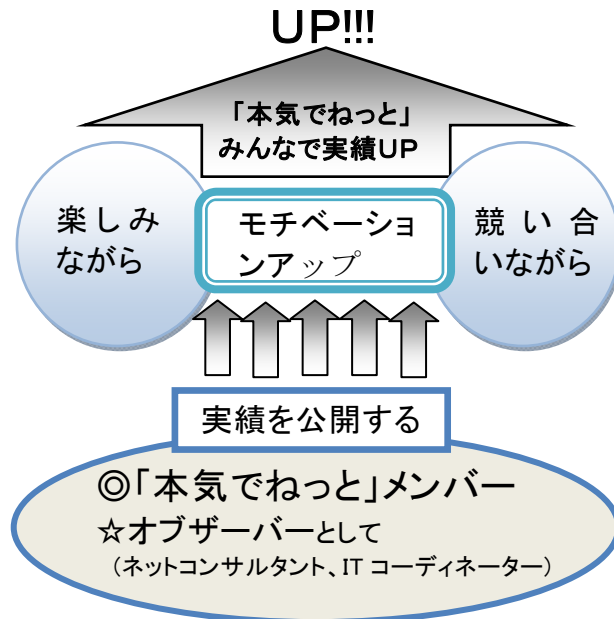 UP!!!
「本気でねっと」
みんなで実績UP
楽しみ
ながら
モチベーショ
ンアップ
競い合
いながら
実績を公開する
◎「本気でねっと」メンバー
☆オブザーバーとして
（ネットコンサルタント、IT コーディネーター）